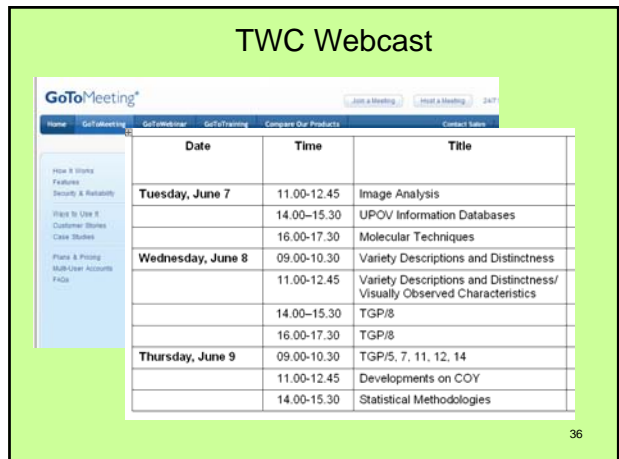 TWC Webcast
GoToMeeting
Join a Meeting Host a Meeting 24/7
Home GoToMeeting GoToWebinar GoToTraining Compare Our Products Contact Sales
How It Works
Features
Security & Reliability
Ways to Use It
Customer Stories
Case Studies
Plans & Pricing
Multi-User Accounts
FAQs
Date Time Title
Tuesday, June 7 11.00-12.45 Image Analysis
14.00–15.30 UPOV Information Databases
16.00-17.30 Molecular Techniques
Wednesday, June 8 09.00-10.30 Variety Descriptions and Distinctness
11.00-12.45 Variety Descriptions and Distinctness/
Visually Observed Characteristics
14.00–15.30 TGP/8
16.00-17.30 TGP/8
Thursday, June 9 09.00-10.30 TGP/5, 7, 11, 12, 14
11.00-12.45 Developments on COY
14.00-15.30 Statistical Methodologies
36